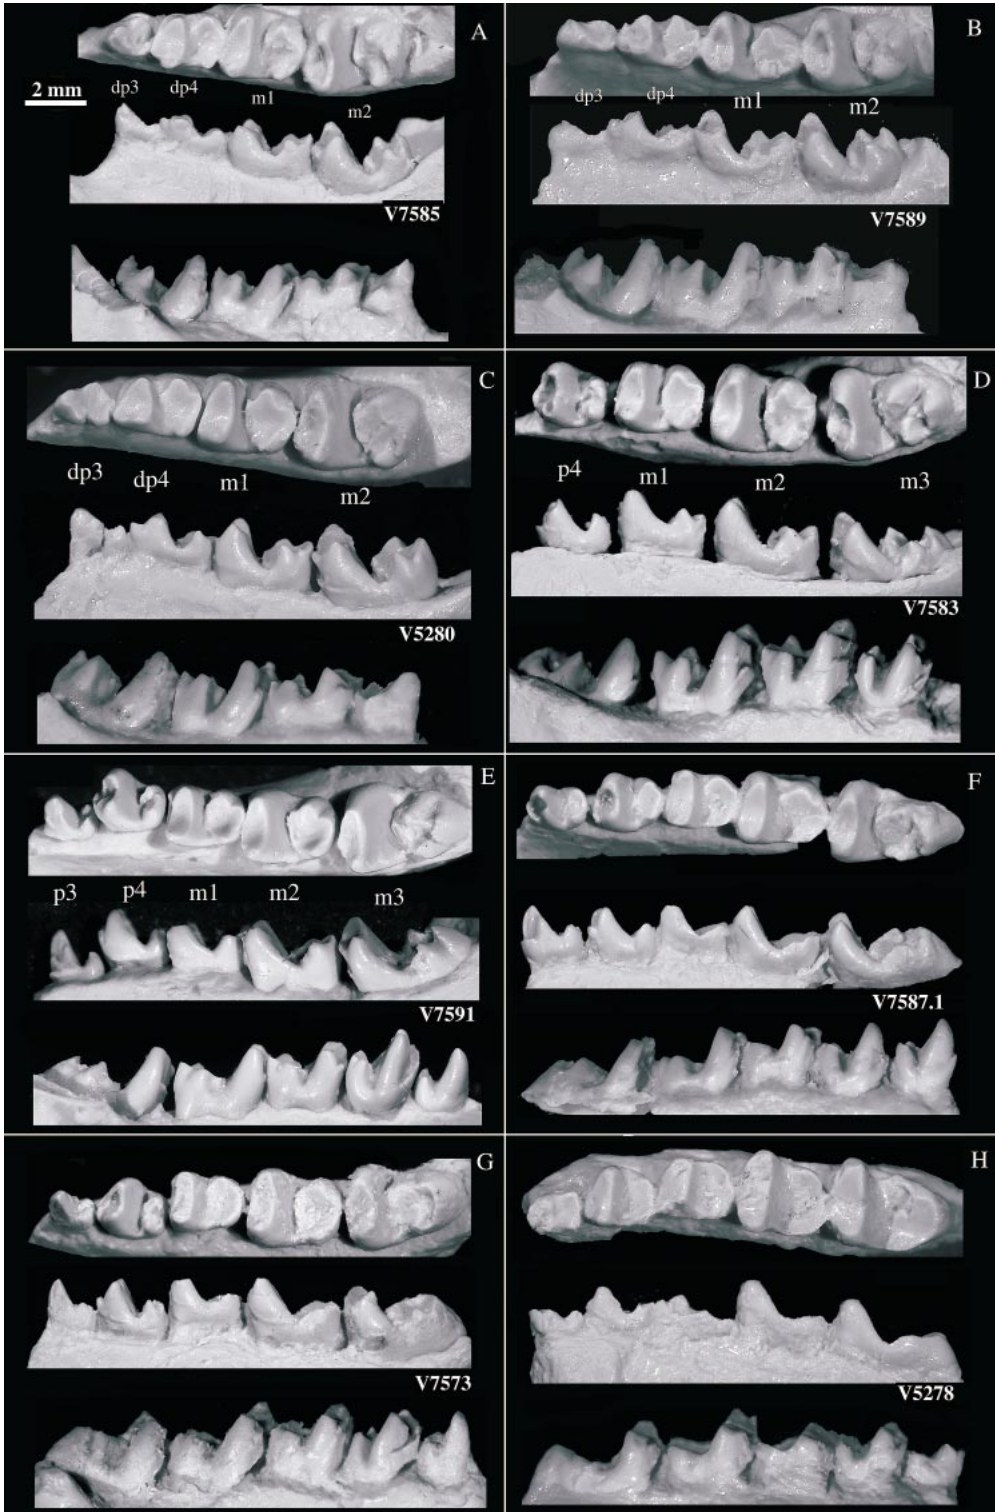 A
2 mm
dp3 dp4 m1 m2
V7585
B
dp3 dp4 m1 m2
V7589
C
dp3 dp4 m1 m2
V5280
D
p4 m1 m2 m3
V7583
E
p3 p4 m1 m2 m3
V7591
F
V7587.1
G
V7573
H
V5278